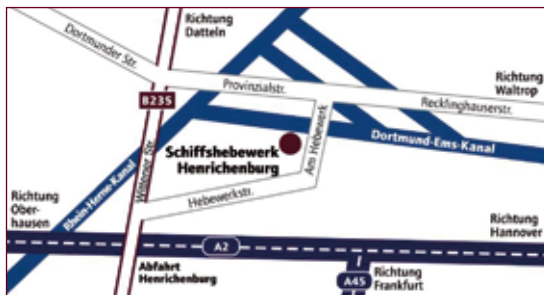 Richtung
Datteln
Dortmunder Str.
B235
Provinzialstr.
Richtung
Waltrop
Recklinghauserstr.
Dortmund-Ems-Kanal
Schiffshebewerk
Henrichenburg
Am Hebewerk
Wittener Str.
Rhein-Herne-Kanal
Hebewerkstr.
Richtung
Ober-
hausen
Richtung
Hannover
A2
Abfahrt
Henrichenburg
A45
Richtung
Frankfurt